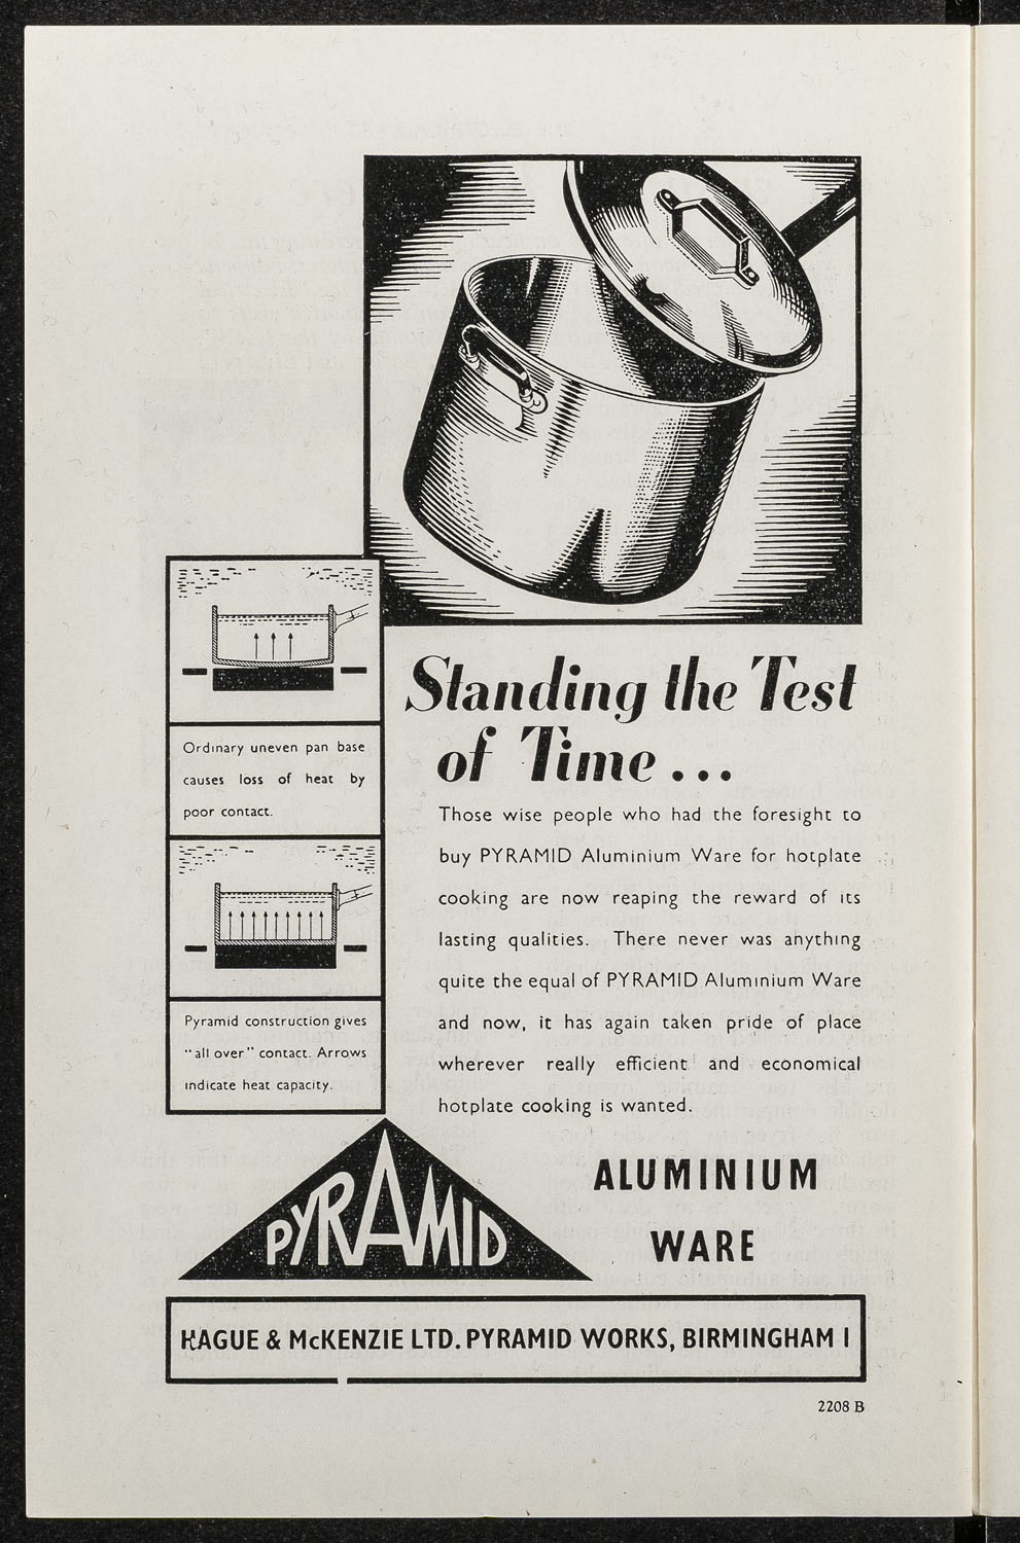 Standing the Test
of Time...
Those wise people who had the foresight to
buy PYRAMID Aluminium Ware for hotplate
cooking are now reaping the reward of its
lasting qualities. There never was anything
quite the equal of PYRAMID Aluminium Ware
and now, it has again taken pride of place
wherever really efficient and economical
hotplate cooking is wanted.
Ordinary uneven pan base
causes loss of heat by
poor contact.
Pyramid construction gives
"all over" contact. Arrows
indicate heat capacity.
PYRAMID
ALUMINIUM
WARE
HAGUE & McKENZIE LTD. PYRAMID WORKS, BIRMINGHAM I
2208 B